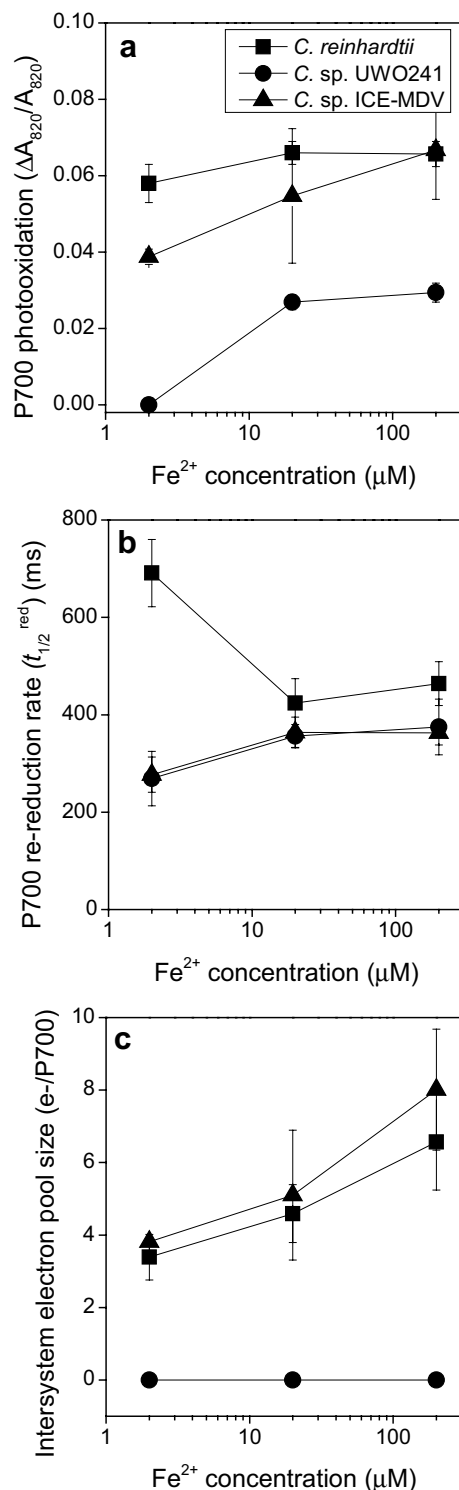 a
C. reinhardtii
C. sp. UWO241
C. sp. ICE-MDV
P700 photooxidation (ΔA820/A820)
0.10
0.08
0.06
0.04
0.02
0.00
1 10 100
Fe2+ concentration (μM)
b
P700 re-reduction rate (t1/2 red) (ms)
800
600
400
200
0
1 10 100
Fe2+ concentration (μM)
c
Intersystem electron pool size (e-/P700)
10
8
6
4
2
0
1 10 100
Fe2+ concentration (μM)